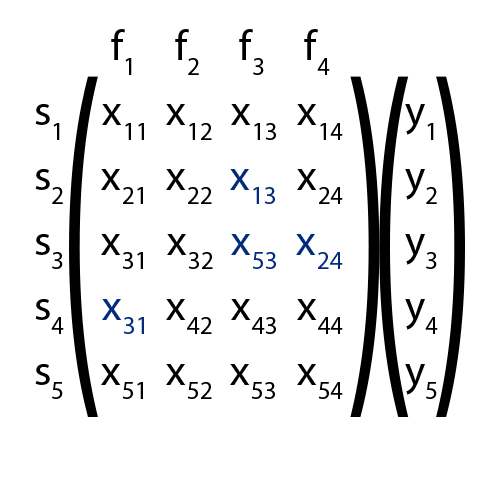 f₁ f₂ f₃ f₄
s₁ ( x₁₁ x₁₂ x₁₃ x₁₄ ) ( y₁ )
s₂ ( x₂₁ x₂₂ x₁₃ x₂₄ ) ( y₂ )
s₃ ( x₃₁ x₃₂ x₅₃ x₂₄ ) ( y₃ )
s₄ ( x₃₁ x₄₂ x₄₃ x₄₄ ) ( y₄ )
s₅ ( x₅₁ x₅₂ x₅₃ x₅₄ ) ( y₅ )